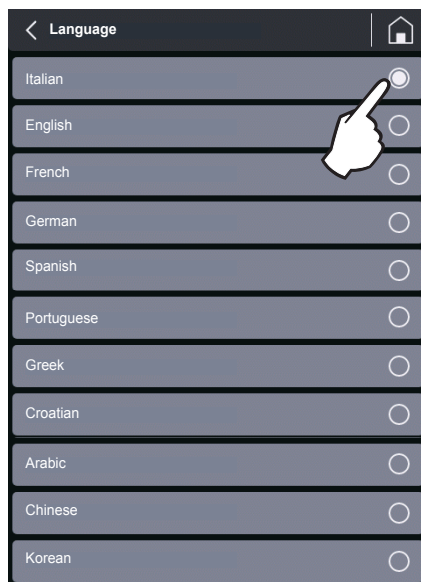 Language
Italian
English
French
German
Spanish
Portuguese
Greek
Croatian
Arabic
Chinese
Korean